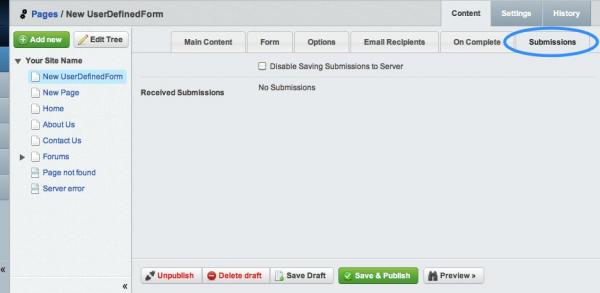 Pages / New UserDefinedForm
Content Settings History
Add new Edit Tree
Main Content Form Options Email Recipients On Complete Submissions
Your Site Name
New UserDefinedForm
New Page
Home
About Us
Contact Us
Forums
Page not found
Server error
Disable Saving Submissions to Server
Received Submissions No Submissions
« «
Unpublish Delete draft Save Draft Save & Publish Preview »